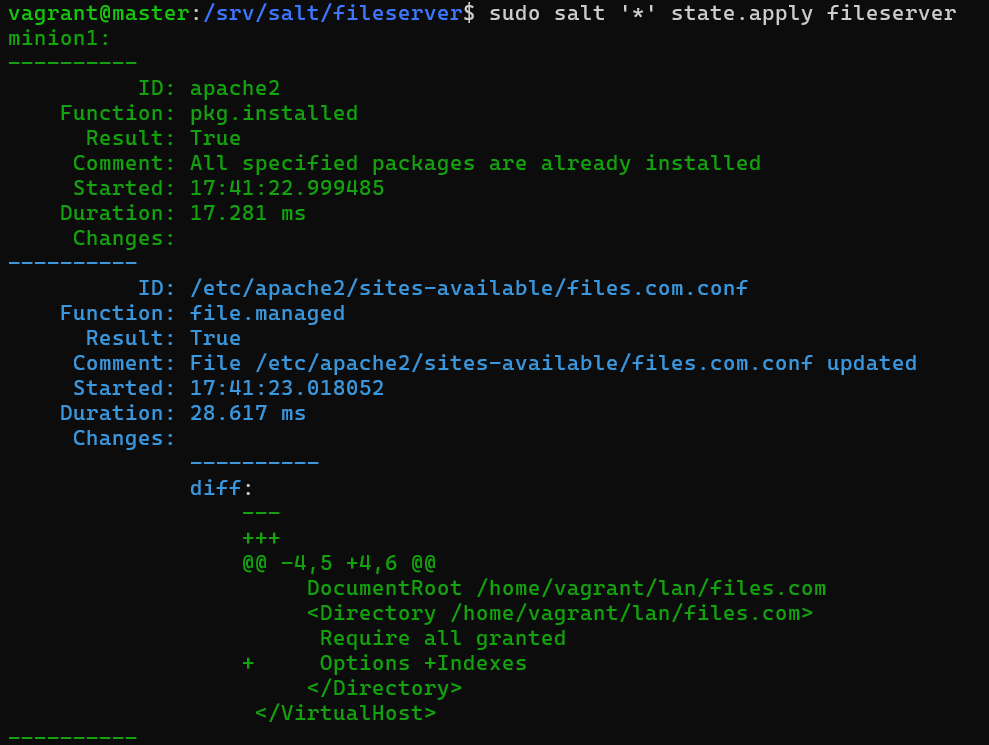 vagrant@master:/srv/salt/fileserver$ sudo salt '*' state.apply fileserver
minion1:
----------
          ID: apache2
    Function: pkg.installed
      Result: True
     Comment: All specified packages are already installed
     Started: 17:41:22.999485
    Duration: 17.281 ms
     Changes:
----------
          ID: /etc/apache2/sites-available/files.com.conf
    Function: file.managed
      Result: True
     Comment: File /etc/apache2/sites-available/files.com.conf updated
     Started: 17:41:23.018052
    Duration: 28.617 ms
     Changes:
              ----------
              diff:
                  ---
                  +++
                  @@ -4,5 +4,6 @@
                       DocumentRoot /home/vagrant/lan/files.com
                       <Directory /home/vagrant/lan/files.com>
                        Require all granted
                  +     Options +Indexes
                       </Directory>
                   </VirtualHost>
----------